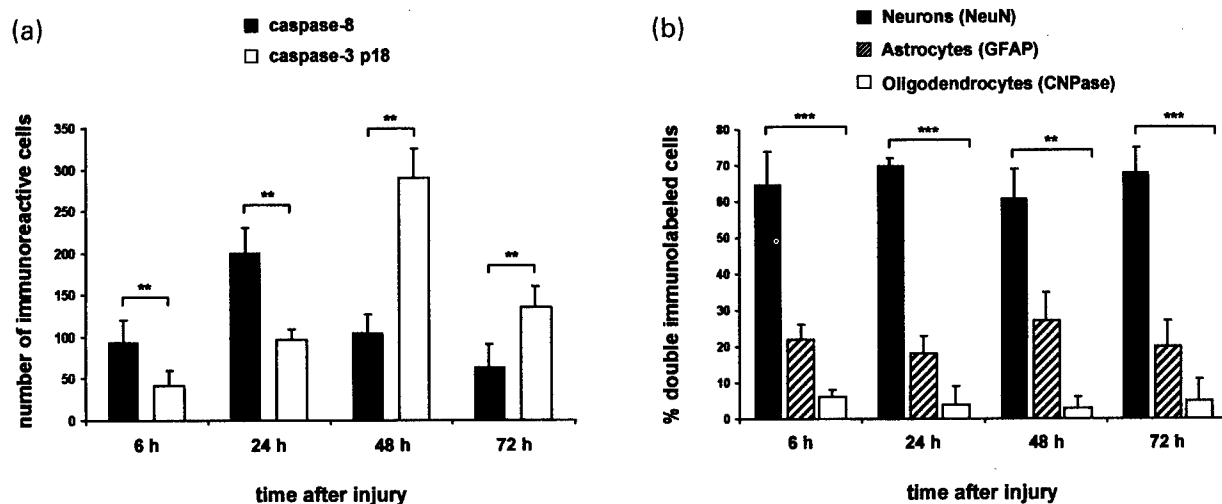 (a)
caspase-8
caspase-3 p18
number of immunoreactive cells
350
300
250
200
150
100
50
0
**
**
**
**
6 h 24 h 48 h 72 h
time after injury
(b)
Neurons (NeuN)
Astrocytes (GFAP)
Oligodendrocytes (CNPase)
% double immunolabeled cells
80
70
60
50
40
30
20
10
0
*** *** ** ***
6 h 24 h 48 h 72 h
time after injury